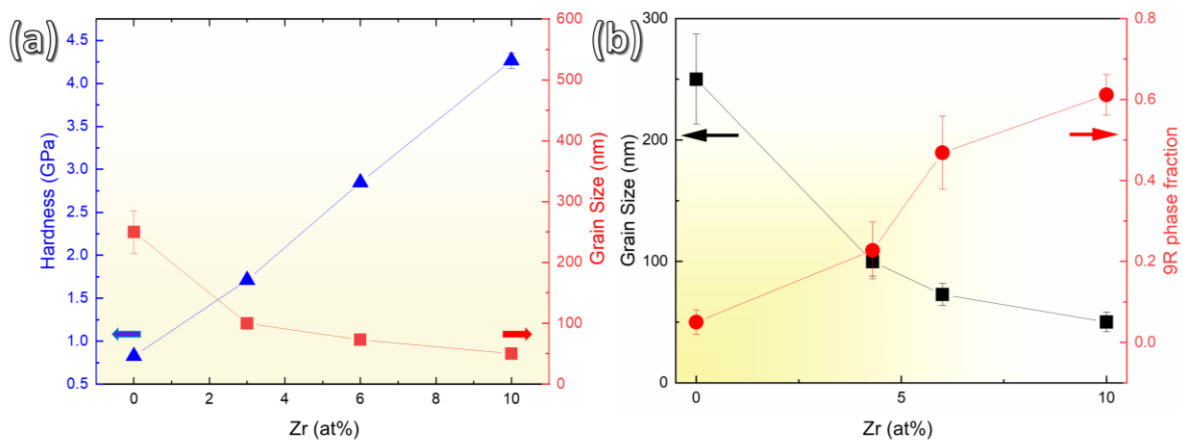 (a)
Hardness (GPa)
4.5
4.0
3.5
3.0
2.5
2.0
1.5
1.0
0.5
0 2 4 6 8 10
Zr (at%)
600
500
400
300
250
200
100
0
Grain Size (nm)
(b)
Grain Size (nm)
300
200
100
0
0 5 10
Zr (at%)
0.8
0.6
0.4
0.2
0.0
9R phase fraction